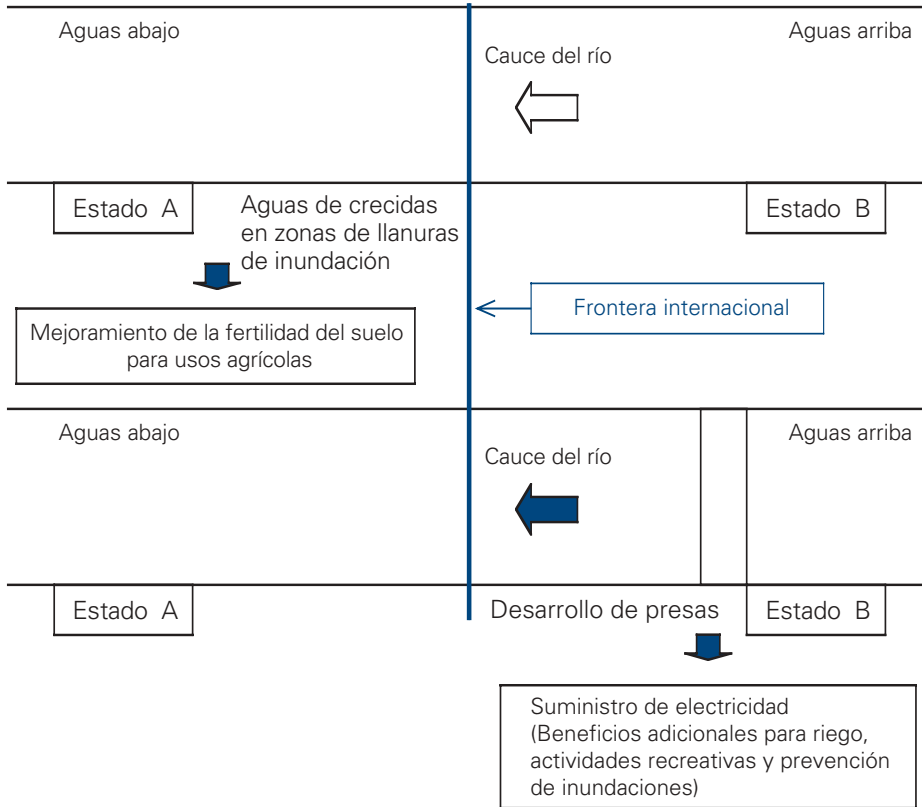 Aguas abajo
Aguas arriba
Cauce del río
Estado A
Aguas de crecidas
en zonas de llanuras
de inundación
Estado B
Mejoramiento de la fertilidad del suelo
para usos agrícolas
Frontera internacional
Aguas abajo
Aguas arriba
Cauce del río
Estado A
Desarrollo de presas
Estado B
Suministro de electricidad
(Beneficios adicionales para riego,
actividades recreativas y prevención
de inundaciones)